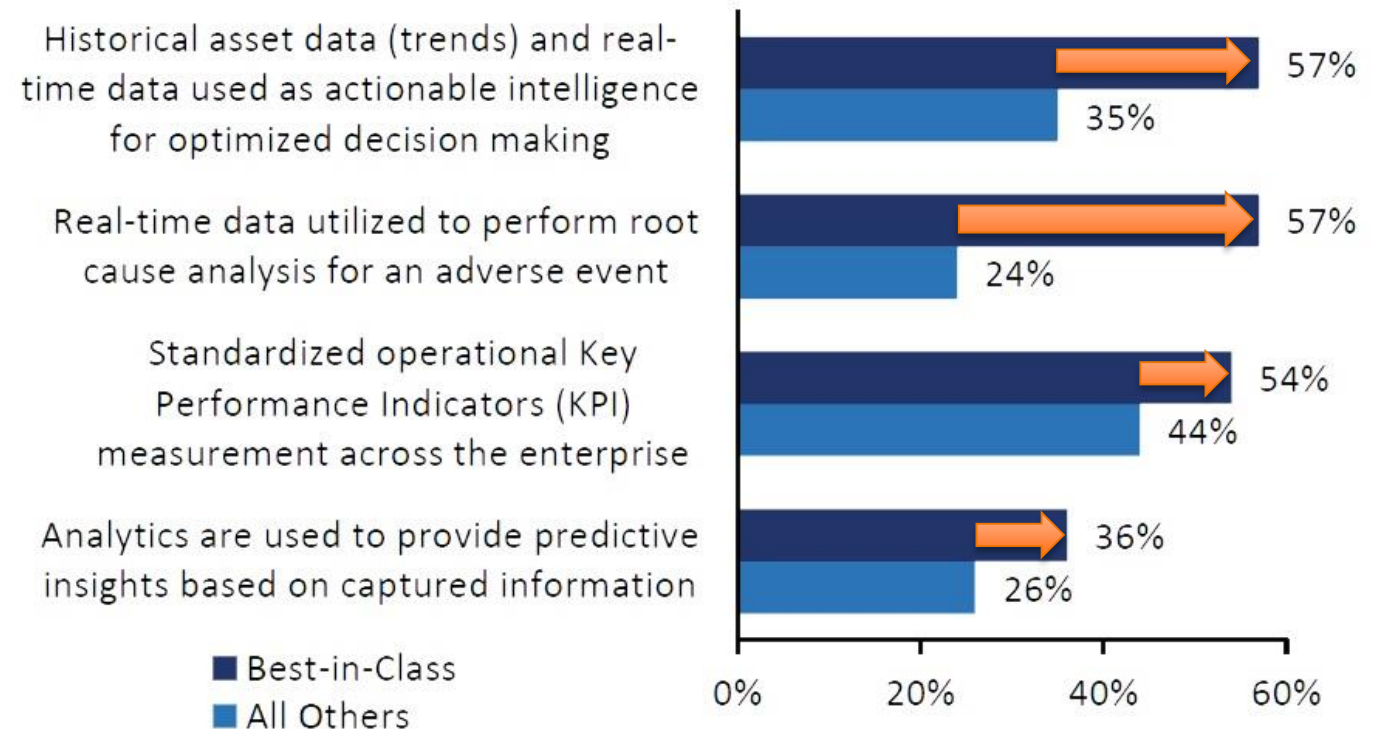 Historical asset data (trends) and real-
time data used as actionable intelligence
for optimized decision making
57%
35%
Real-time data utilized to perform root
cause analysis for an adverse event
57%
24%
Standardized operational Key
Performance Indicators (KPI)
measurement across the enterprise
54%
44%
Analytics are used to provide predictive
insights based on captured information
36%
26%
Best-in-Class
All Others
0% 20% 40% 60%